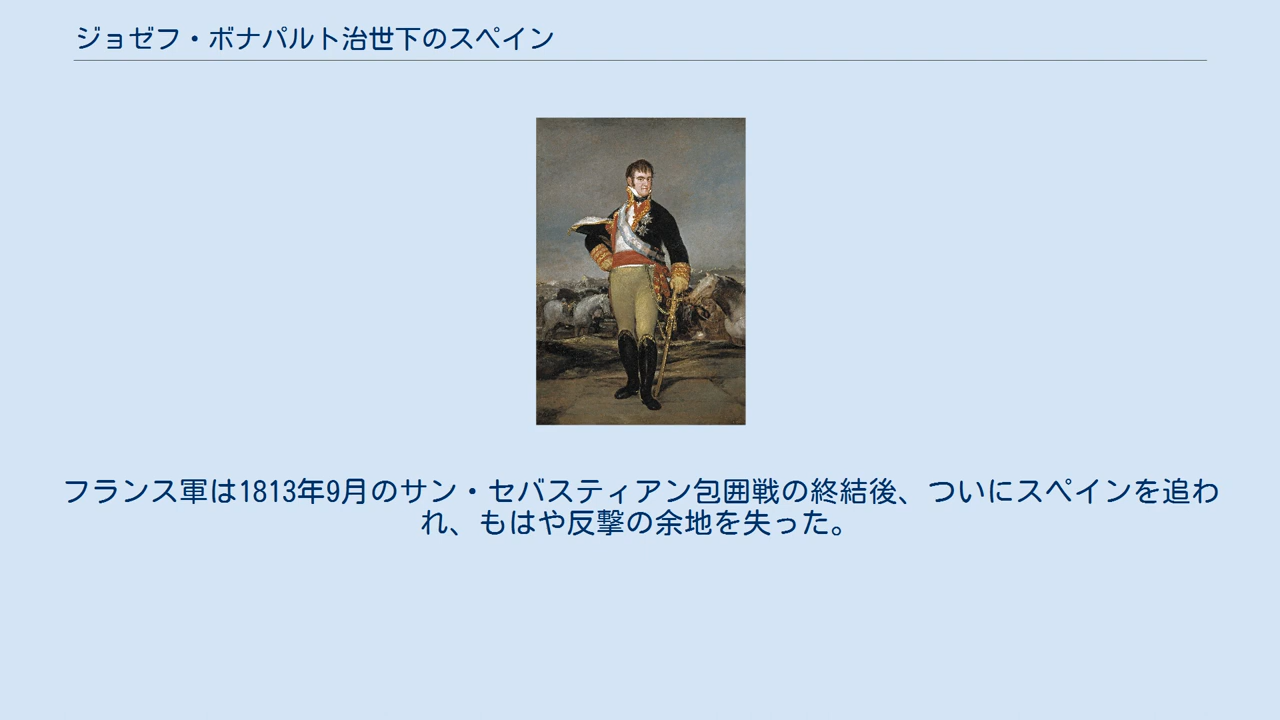 ジョゼフ・ボナパルト治世下のスペイン
フランス軍は1813年9月のサン・セバスティアン包囲戦の終結後、ついにスペインを追わ
れ、もはや反撃の余地を失った。